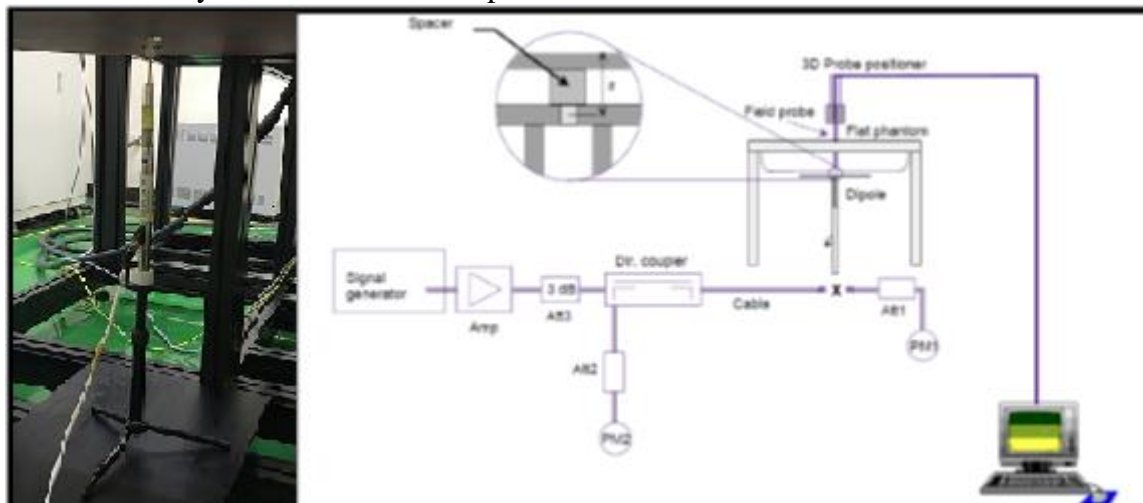 Spacer
s
3D Probe positioner
Field probe
Flat phantom
Dipole
Signal
generator
Amp
3 dB
Att3
Dir. coupler
Cable
Att1
PM1
Att2
PM2
x